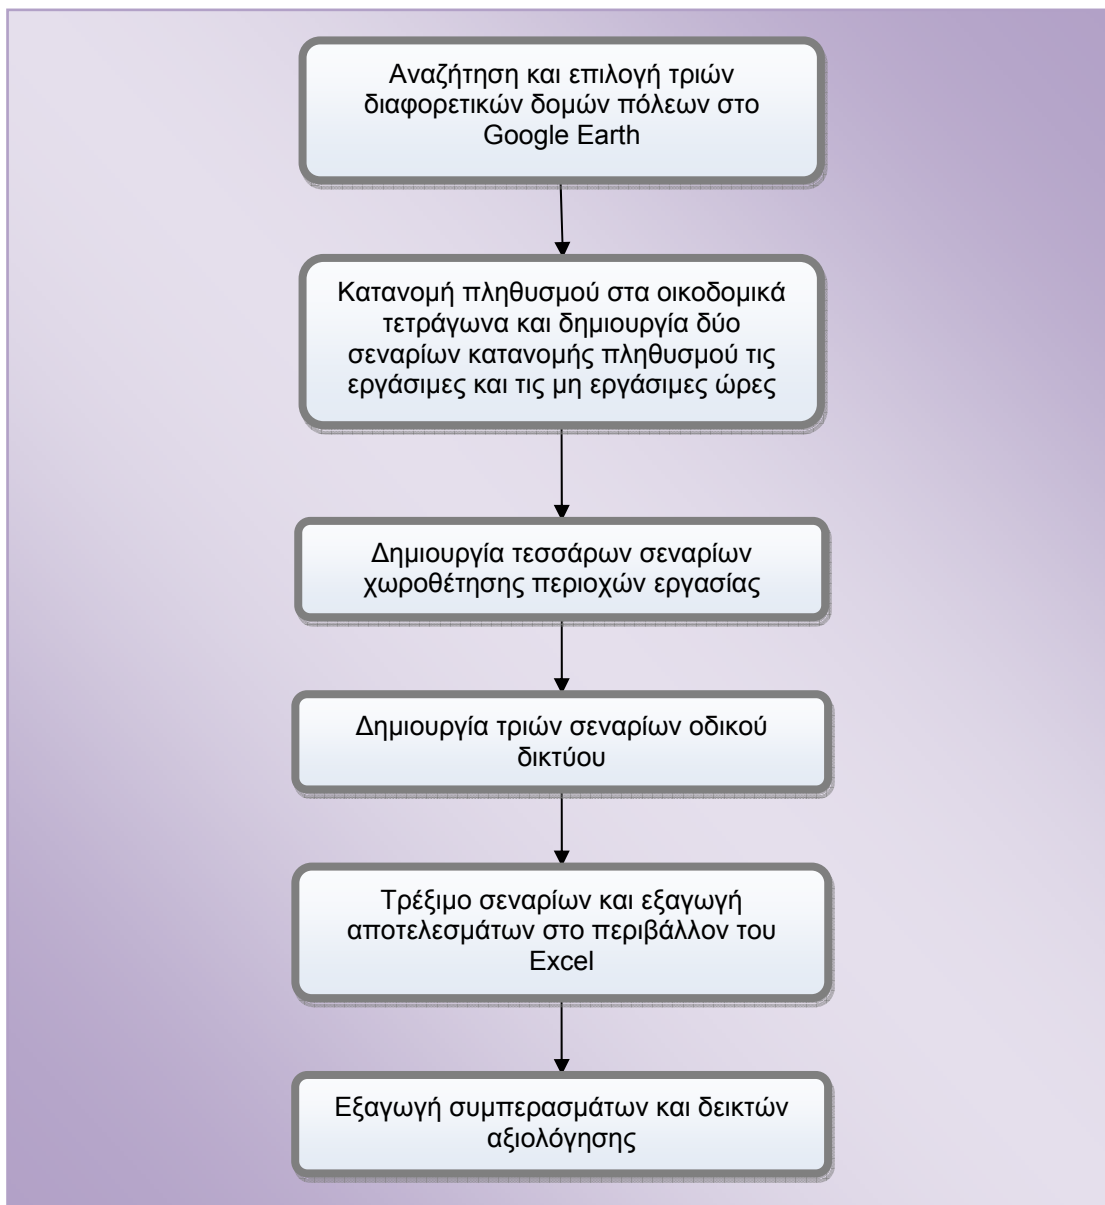 Αναζήτηση και επιλογή τριών
διαφορετικών δομών πόλεων στο
Google Earth
Κατανομή πληθυσμού στα οικοδομικά
τετράγωνα και δημιουργία δύο
σεναρίων κατανομής πληθυσμού τις
εργάσιμες και τις μη εργάσιμες ώρες
Δημιουργία τεσσάρων σεναρίων
χωροθέτησης περιοχών εργασίας
Δημιουργία τριών σεναρίων οδικού
δικτύου
Τρέξιμο σεναρίων και εξαγωγή
αποτελεσμάτων στο περιβάλλον του
Excel
Εξαγωγή συμπερασμάτων και δεικτών
αξιολόγησης